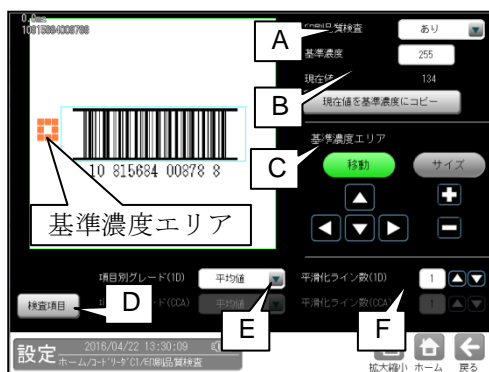 0.0ms
10815684008788
印刷品質検査
あり
A
基準濃度
255
現在値
134
B
現在値を基準濃度にコピー
基準濃度エリア
C
移動
サイズ
10 815684 00878 8
基準濃度エリア
項目別グレード(1D)
平均値
平滑化ライン数(1D)
1
検査項目
D
ド(CCA)
平均値
平滑化ライン数(CCA)
1
E
F
設定
2016/04/22 13:30:09
ホーム/コードリーダC1/E印刷品質検査
拡大縮小
ホーム
戻る